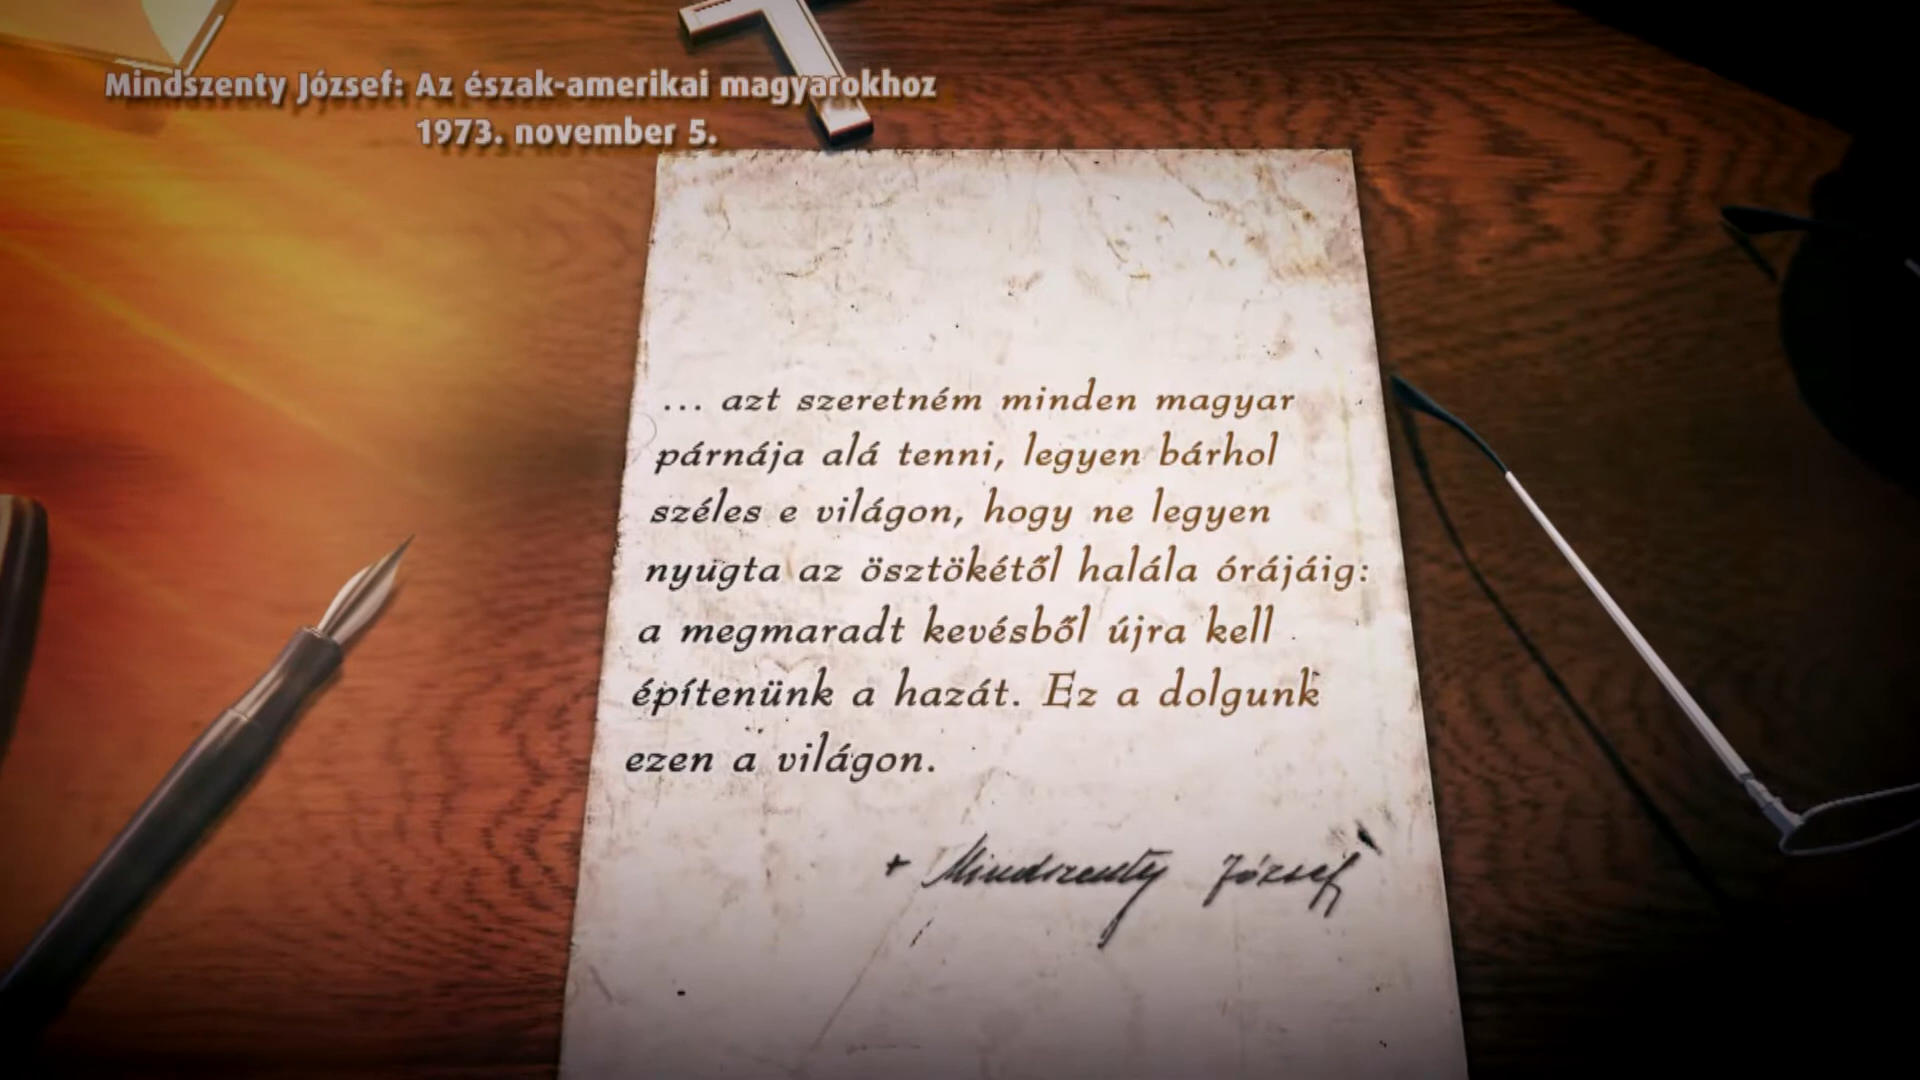 Mindszenty József: Az észak-amerikai magyarokhoz
1973. november 5.
... azt szeretném minden magyar
párnája alá tenni, legyen bárhol
széles e világon, hogy ne legyen
nyugta az ösztökétől halála órájáig:
a megmaradt kevésből újra kell
építenünk a hazát. Ez a dolgunk
ezen a világon.
+ Mindszenty József